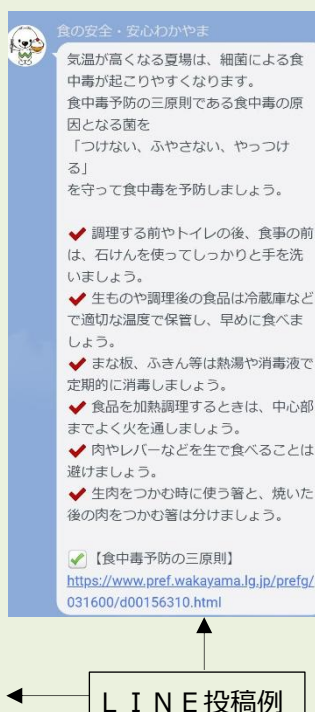 食の安全・安心わかやま
気温が高くなる夏場は、細菌による食
中毒が起こりやすくなります。
食中毒予防の三原則である食中毒の原
因となる菌を
「つけない、ふやさない、やっつけ
る」
を守って食中毒を予防しましょう。
✔ 調理する前やトイレの後、食事の前
は、石けんを使ってしっかりと手を洗
いましょう。
✔ 生ものや調理後の食品は冷蔵庫など
で適切な温度で保管し、早めに食べま
しょう。
✔ まな板、ふきん等は熱湯や消毒液で
定期的に消毒しましょう。
✔ 食品を加熱調理するときは、中心部
までよく火を通しましょう。
✔ 肉やレバーなどを生で食べることは
避けましょう。
✔ 生肉をつかむ時に使う箸と、焼いた
後の肉をつかむ箸は分けましょう。
✅【食中毒予防の三原則】
https://www.pref.wakayama.lg.jp/prefg/
031600/d00156310.html
ＬＩＮＥ投稿例